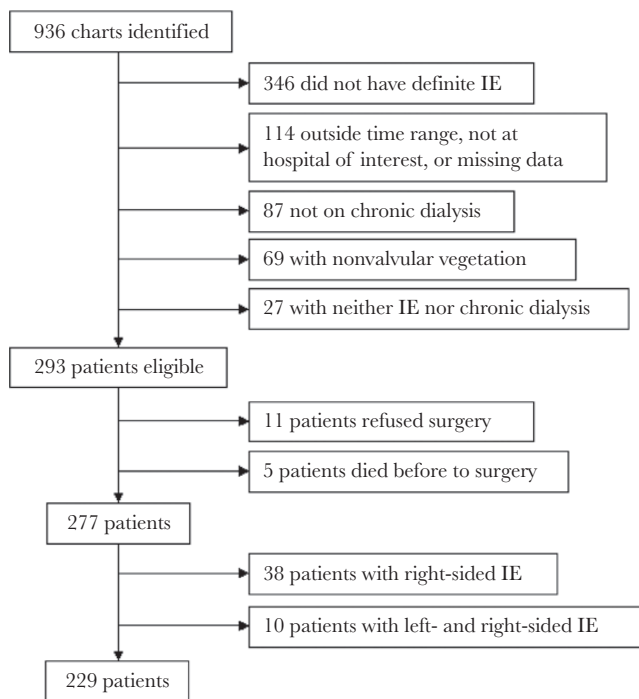 936 charts identified
346 did not have definite IE
114 outside time range, not at
hospital of interest, or missing data
87 not on chronic dialysis
69 with nonvalvular vegetation
27 with neither IE nor chronic dialysis
293 patients eligible
11 patients refused surgery
5 patients died before to surgery
277 patients
38 patients with right-sided IE
10 patients with left- and right-sided IE
229 patients